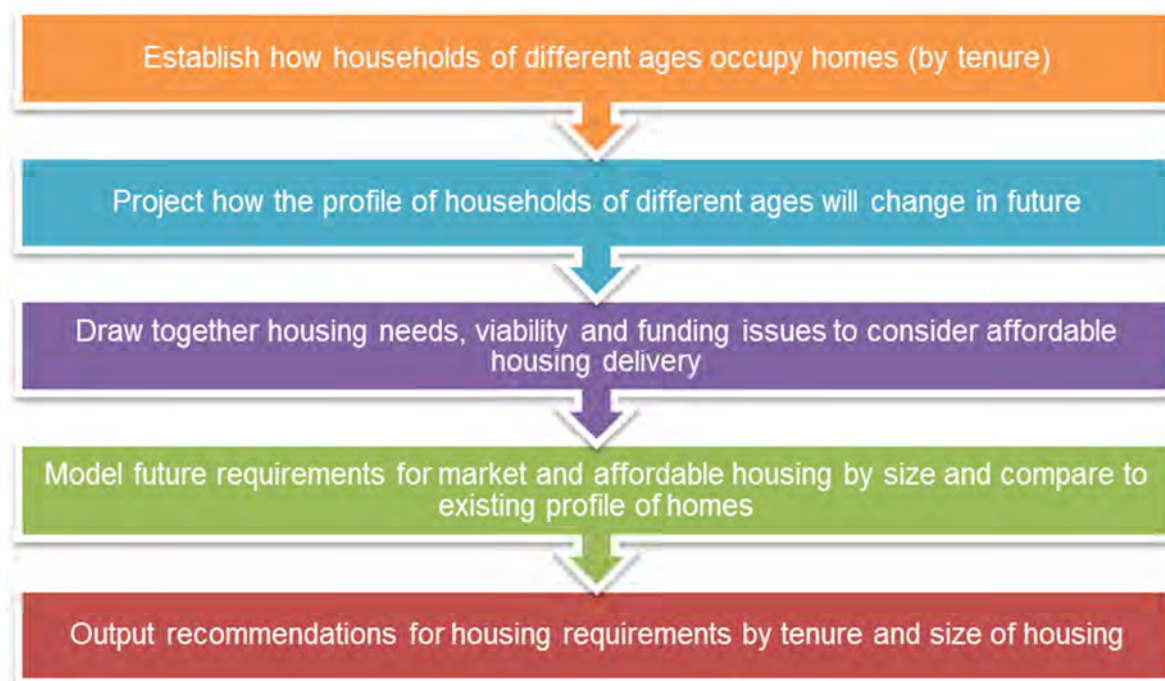 Establish how households of different ages occupy homes (by tenure)
Project how the profile of households of different ages will change in future
Draw together housing needs, viability and funding issues to consider affordable
housing delivery
Model future requirements for market and affordable housing by size and compare to
existing profile of homes
Output recommendations for housing requirements by tenure and size of housing